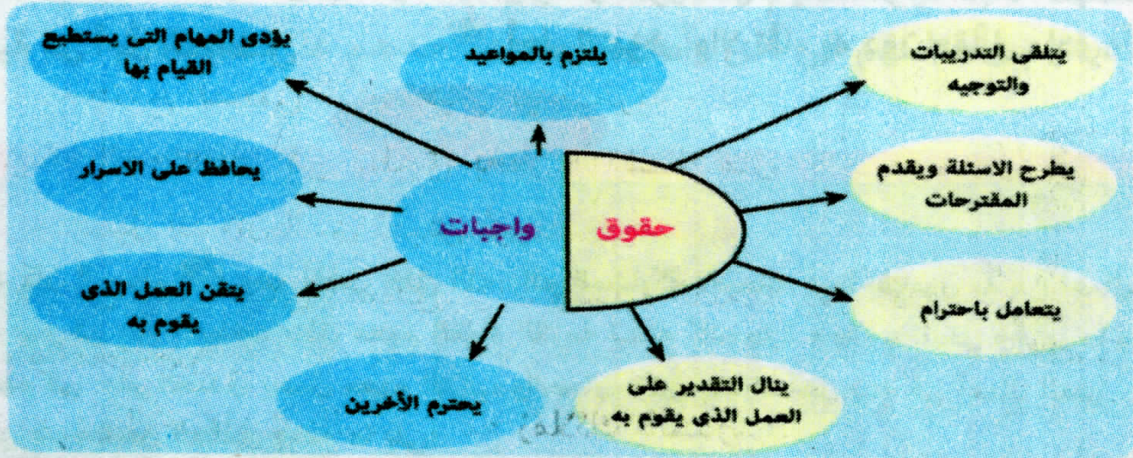 حقوق
واجبات
يتلقى التدريبات
والتوجيه
يطرح الاسئلة ويقدم
المقترحات
يتعامل باحترام
ينال التقدير على
العمل الذى يقوم به
يلتزم بالمواعيد
يؤدى المهام التى يستطيع
القيام بها
يحافظ على الاسرار
يتقن العمل الذى
يقوم به
يحترم الأخرين